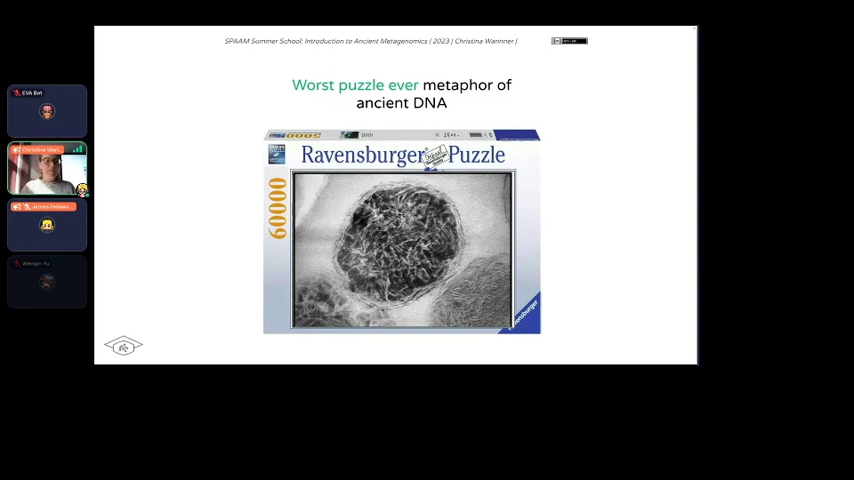 SPAAM Summer School: Introduction to Ancient Metagenomics | 2023 | Christina Warinner |
EVA Bot
Worst puzzle ever metaphor of
ancient DNA
Christina Wari...
Ravensburger Puzzle
60000
James Fellows...
Wenqin Yu
Ravensburger